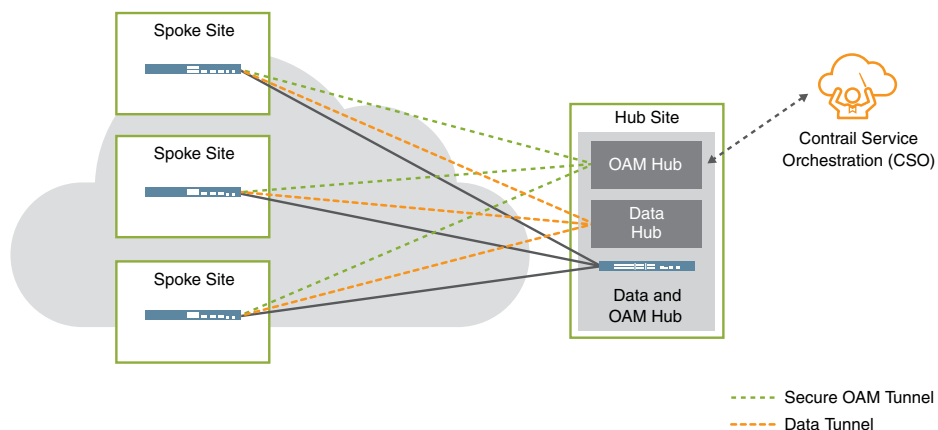 Spoke Site
Spoke Site
Spoke Site
Hub Site
OAM Hub
Data
Hub
Data and
OAM Hub
Contrail Service
Orchestration (CSO)
Secure OAM Tunnel
Data Tunnel